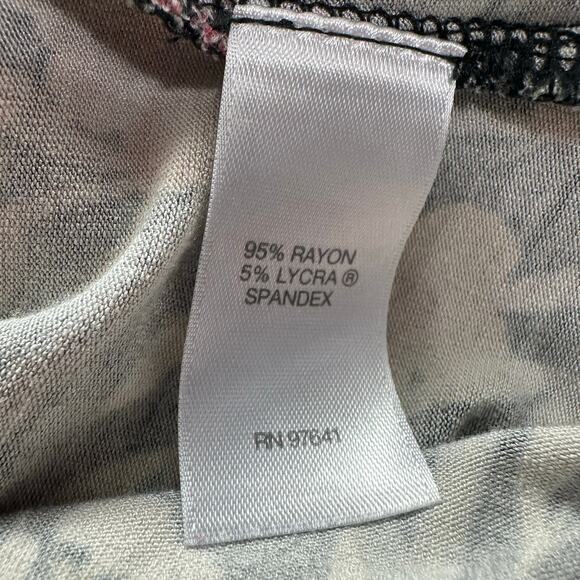 95% RAYON
5% LYCRA ®
SPANDEX
RN 97641